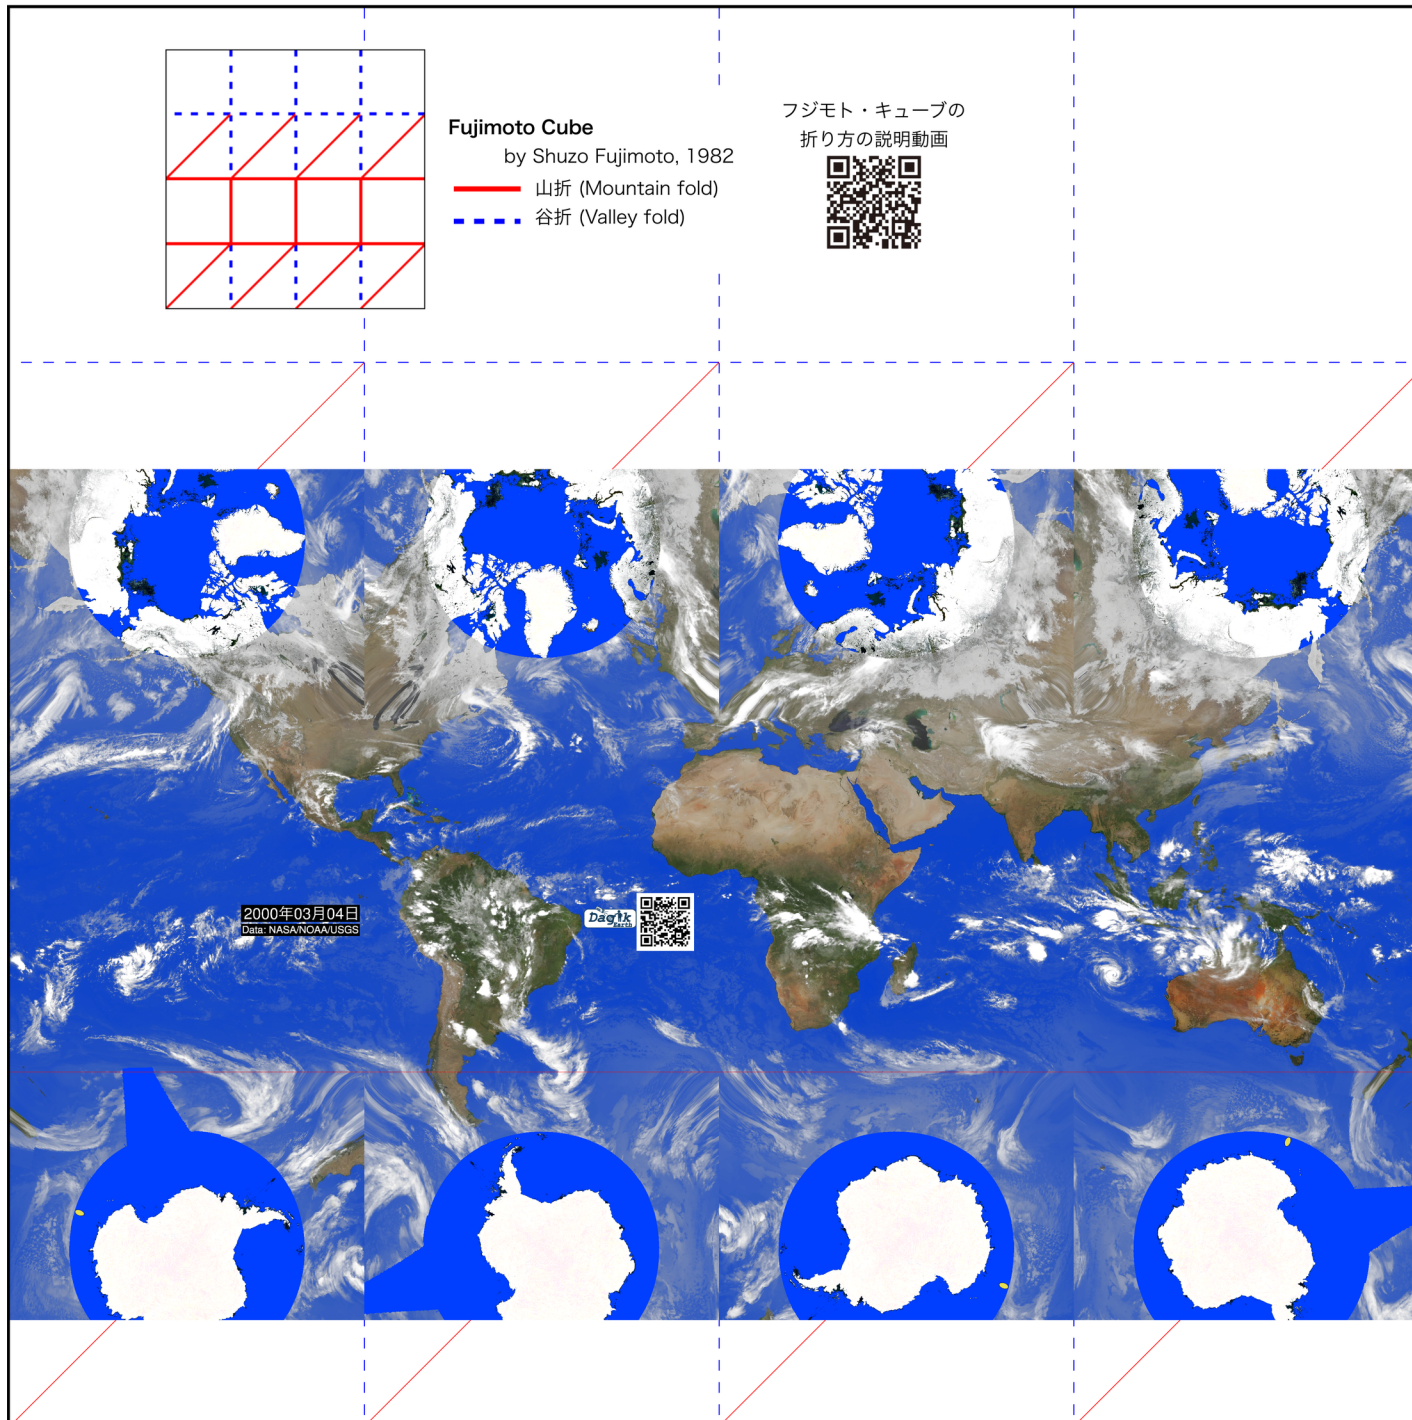 Fujimoto Cube
by Shuzo Fujimoto, 1982
山折 (Mountain fold)
谷折 (Valley fold)
フジモト・キューブの
折り方の説明動画
2000年03月04日
Data: NASA/NOAA/USGS
Dagik
Earth